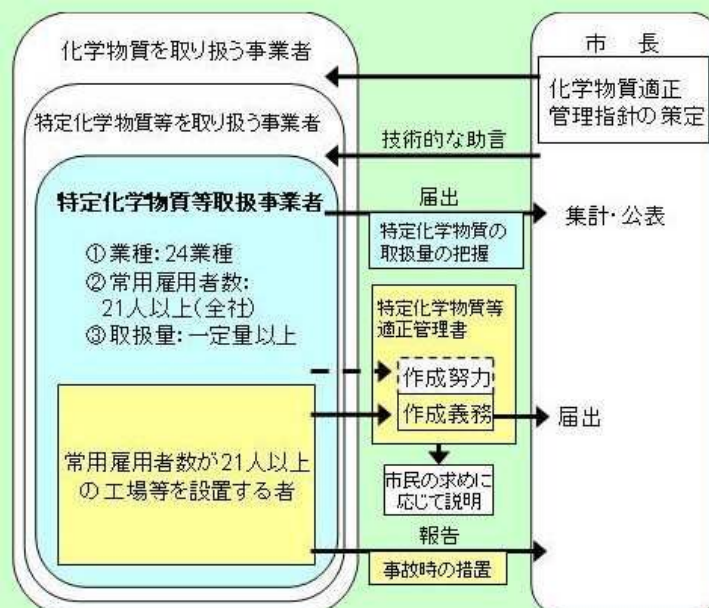 化学物質を取り扱う事業者
特定化学物質等を取り扱う事業者
特定化学物質等取扱事業者
①業種:24業種
②常用雇用者数:
21人以上(全社)
③取扱量:一定量以上
常用雇用者数が21人以上
の工場等を設置する者
技術的な助言
届出
特定化学物質の
取扱量の把握
特定化学物質等
適正管理書
作成努力
作成義務
市民の求めに
応じて説明
報告
事故時の措置
市 長
化学物質適正
管理指針の策定
集計・公表
届出